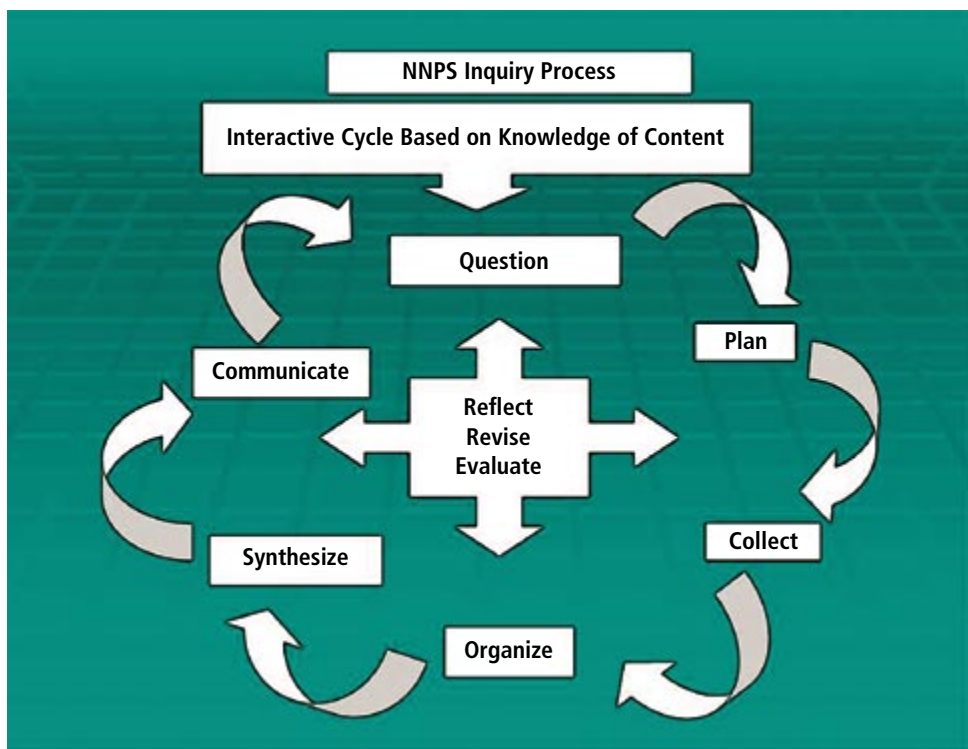 NNPS Inquiry Process
Interactive Cycle Based on Knowledge of Content
Question
Plan
Collect
Organize
Synthesize
Communicate
Reflect
Revise
Evaluate